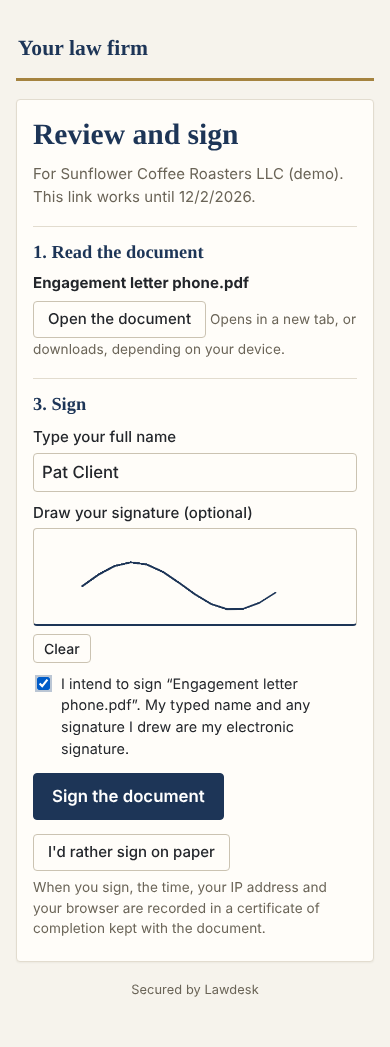 Your law firm
Review and sign
For Sunflower Coffee Roasters LLC (demo).
This link works until 12/2/2026.
1. Read the document
Engagement letter phone.pdf
Open the document Opens in a new tab, or
downloads, depending on your device.
3. Sign
Type your full name
Pat Client
Draw your signature (optional)
Clear
I intend to sign “Engagement letter
phone.pdf”. My typed name and any
signature I drew are my electronic
signature.
Sign the document
I'd rather sign on paper
When you sign, the time, your IP address and
your browser are recorded in a certificate of
completion kept with the document.
Secured by Lawdesk